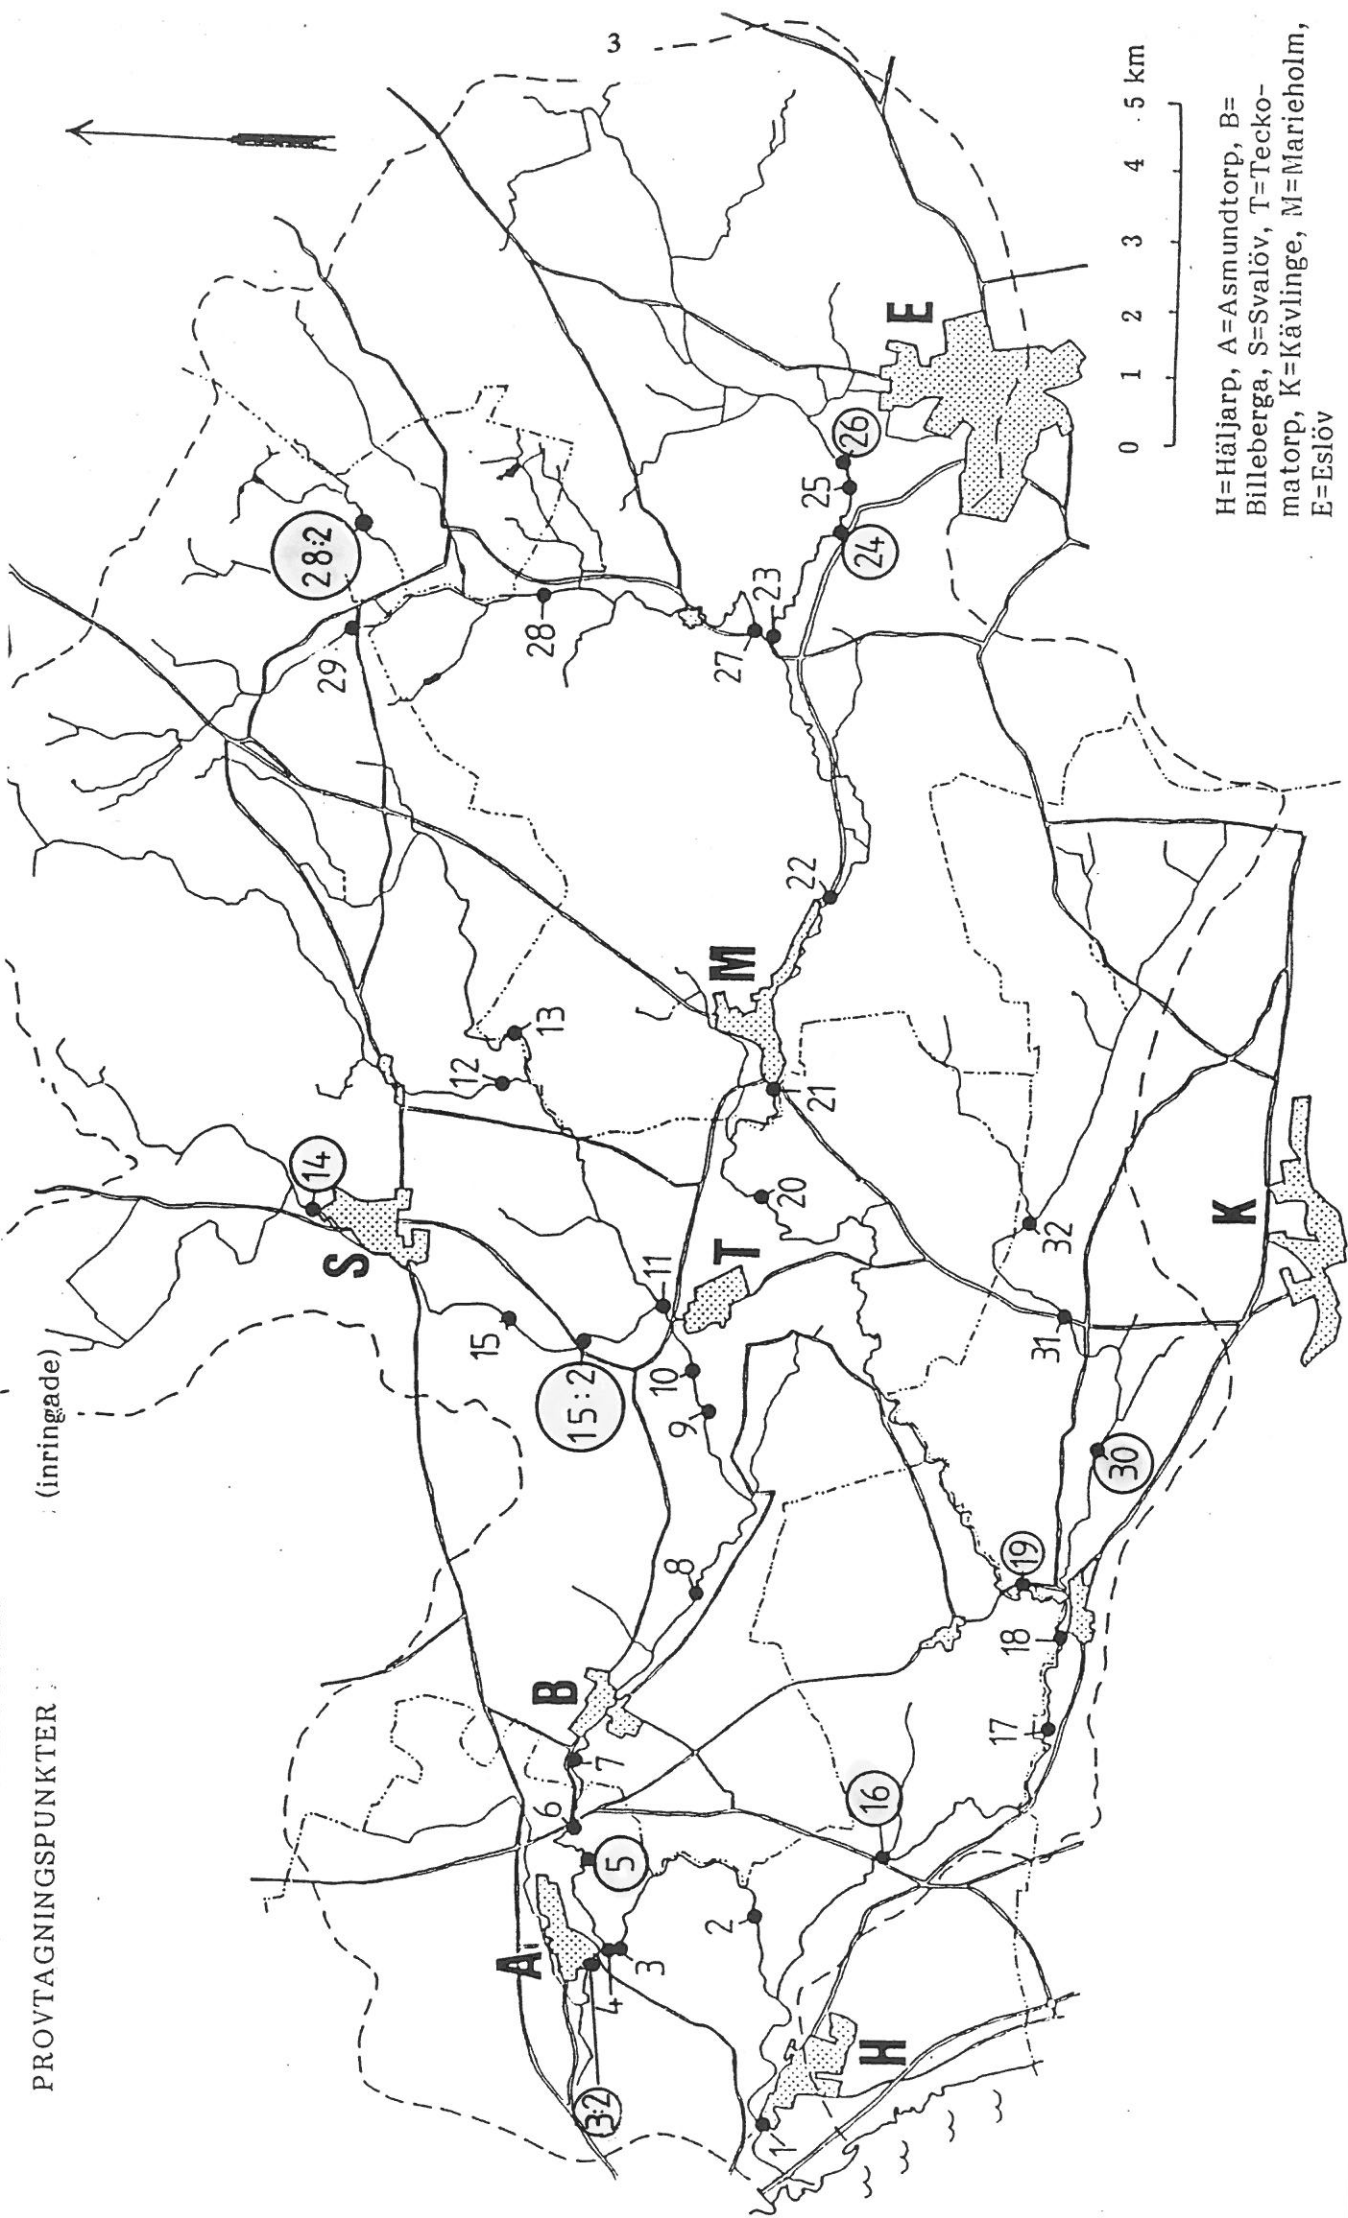 PROVTAGNINGSPUNKTER : : (inringade)
3
28:2
29
28
27
23
26
25
24
E
22
M
21
20
13
12
14
S
15
15:2
11
T
10
9
8
B
7
6
5
A
4
3
3:2
2
1
H
16
17
18
19
30
31
32
K
0 1 2 3 4 5 km
H=Häljarp, A=Asmundtorp, B=
Billeberga, S=Svalöv, T=Tecko-
matorp, K=Kävlinge, M=Marieholm,
E=Eslöv